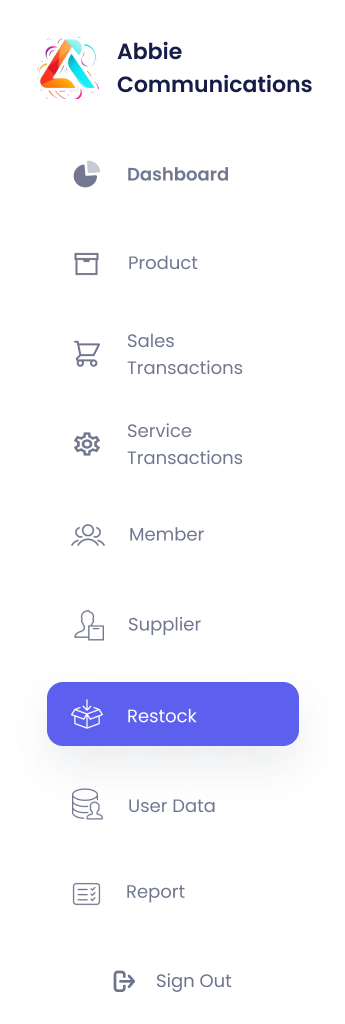 Abbie
Communications
Dashboard
Product
Sales
Transactions
Service
Transactions
Member
Supplier
Restock
User Data
Report
Sign Out